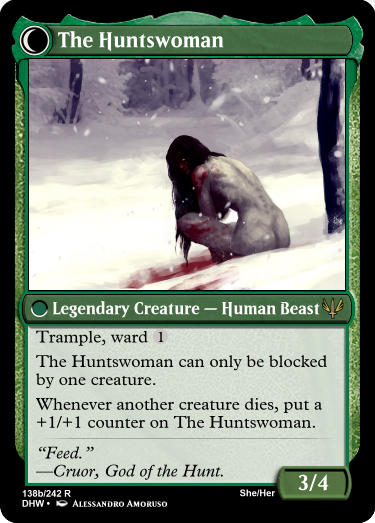 The Huntswoman
Legendary Creature — Human Beast
Trample, ward 1
The Huntswoman can only be blocked
by one creature.
Whenever another creature dies, put a
+1/+1 counter on The Huntswoman.
“Feed.”
—Cruor, God of the Hunt.
3/4
138b/242 R
She/Her
DHW • Alessandro Amoruso